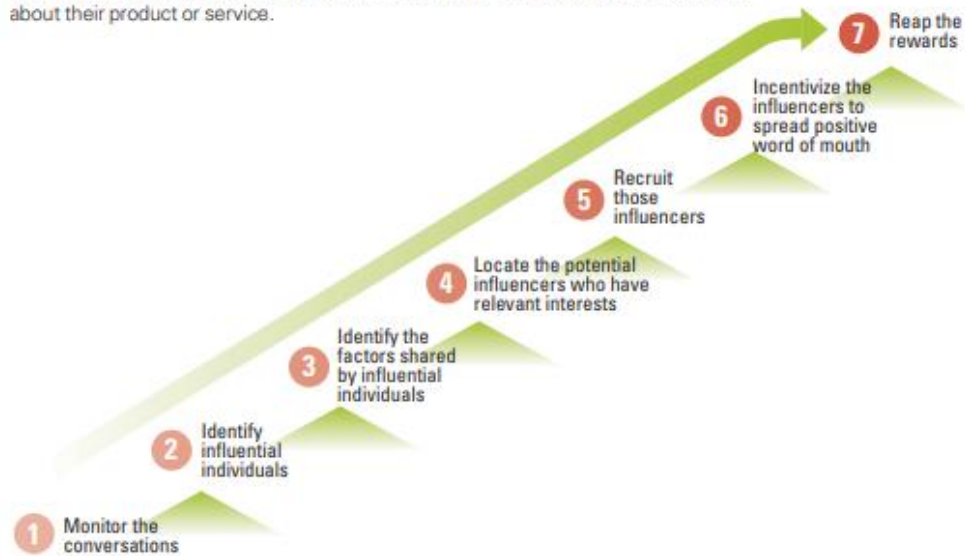 about their product or service.
7
Reap the
rewards
6
Incentivize the
influencers to
spread positive
word of mouth
5
Recruit
those
influencers
4
Locate the potential
influencers who have
relevant interests
3
Identify the
factors shared
by influential
individuals
2
Identify
influential
individuals
1
Monitor the
conversations